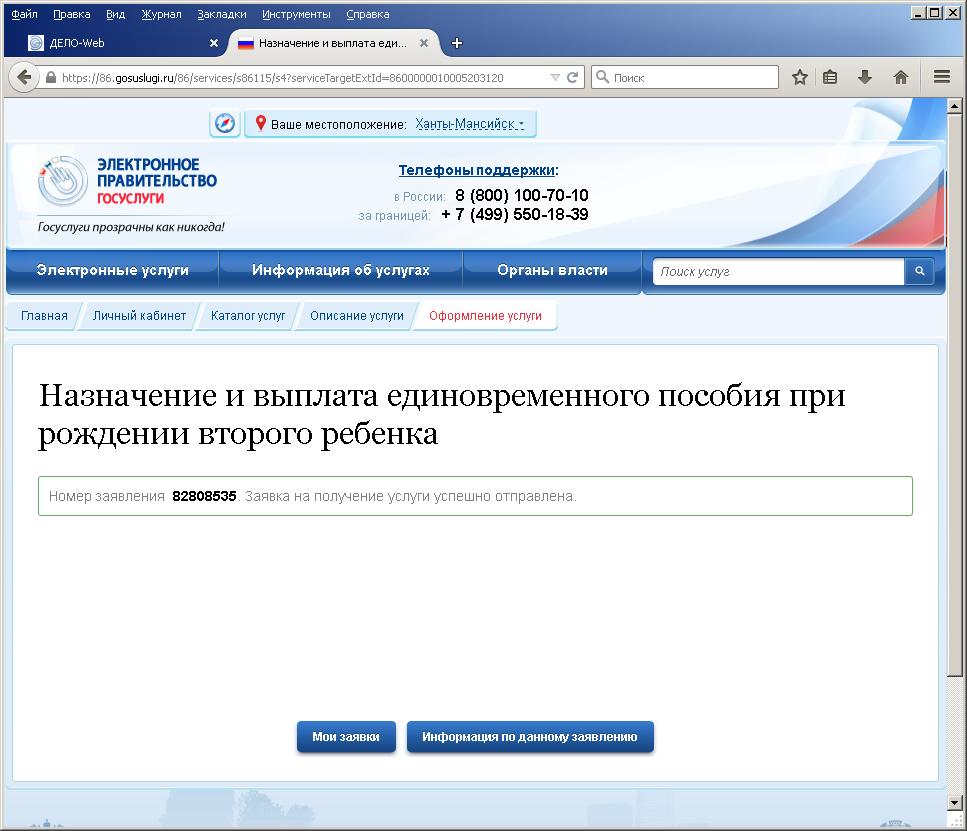 Файл Правка Вид Журнал Закладки Инструменты Справка
ДЕЛО-Web
Назначение и выплата еди...
https://86.gosuslugi.ru/86/services/s86115/s4?serviceTargetExtId=8600000010005203120
Поиск
Ваше местоположение: Ханты-Мансийск
ЭЛЕКТРОННОЕ
ПРАВИТЕЛЬСТВО
ГОСУСЛУГИ
Госуслуги прозрачны как никогда!
Телефоны поддержки:
в России: 8 (800) 100-70-10
за границей: + 7 (499) 550-18-39
Электронные услуги Информация об услугах Органы власти Поиск услуг
Главная Личный кабинет Каталог услуг Описание услуги Оформление услуги
Назначение и выплата единовременного пособия при
рождении второго ребенка
Номер заявления 82808535. Заявка на получение услуги успешно отправлена.
Мои заявки Информация по данному заявлению